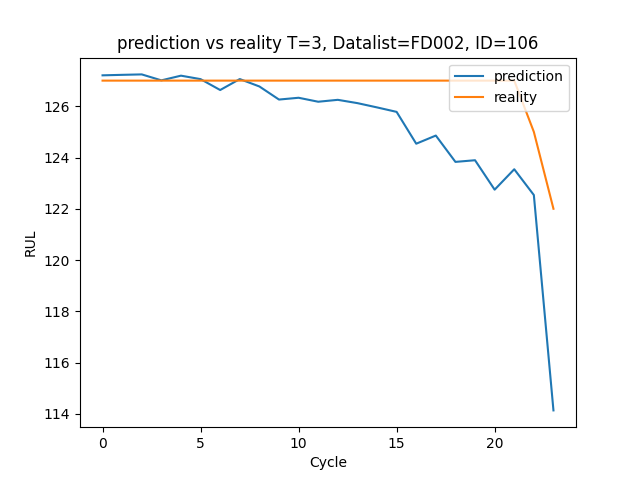 prediction vs reality T=3, Datalist=FD002, ID=106
prediction
reality
126
124
122
120
118
116
114
RUL
0 5 10 15 20
Cycle